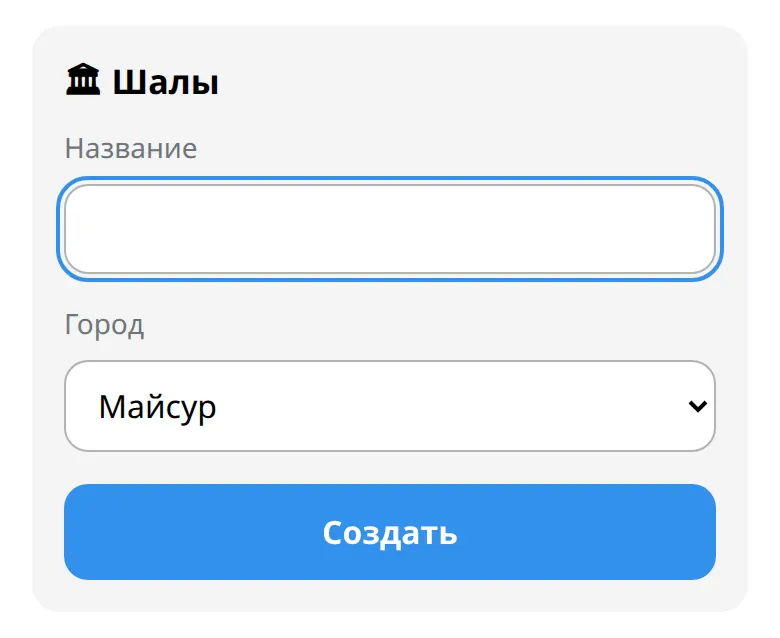 🏛 Шалы
Название
Город
Майсур
Создать